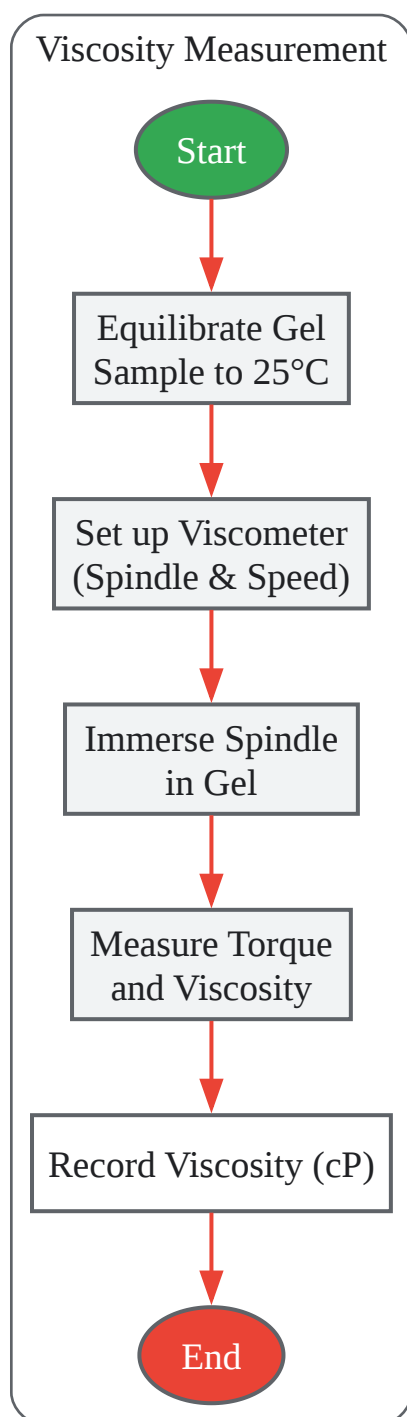 Viscosity Measurement
Start
Equilibrate Gel
Sample to 25°C
Set up Viscometer
(Spindle & Speed)
Immerse Spindle
in Gel
Measure Torque
and Viscosity
Record Viscosity (cP)
End